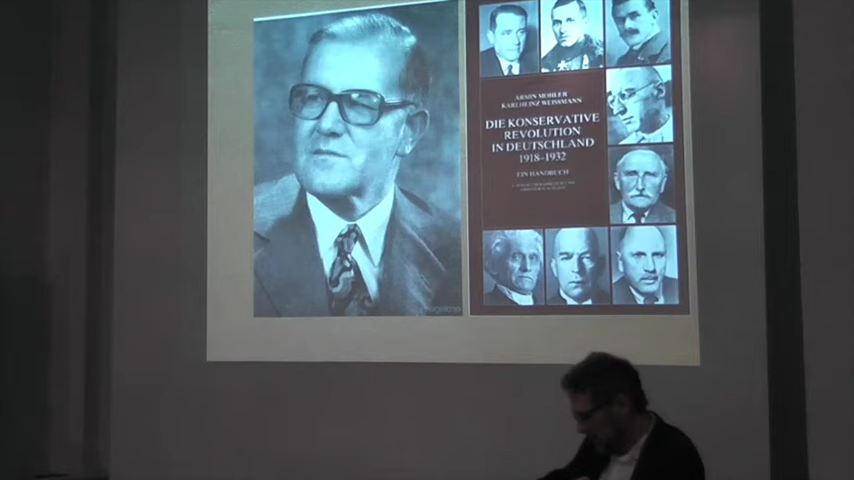 ARMIN MOHLER
KARLHEINZ WEISSMANN
DIE KONSERVATIVE
REVOLUTION
IN DEUTSCHLAND
1918–1932
EIN HANDBUCH